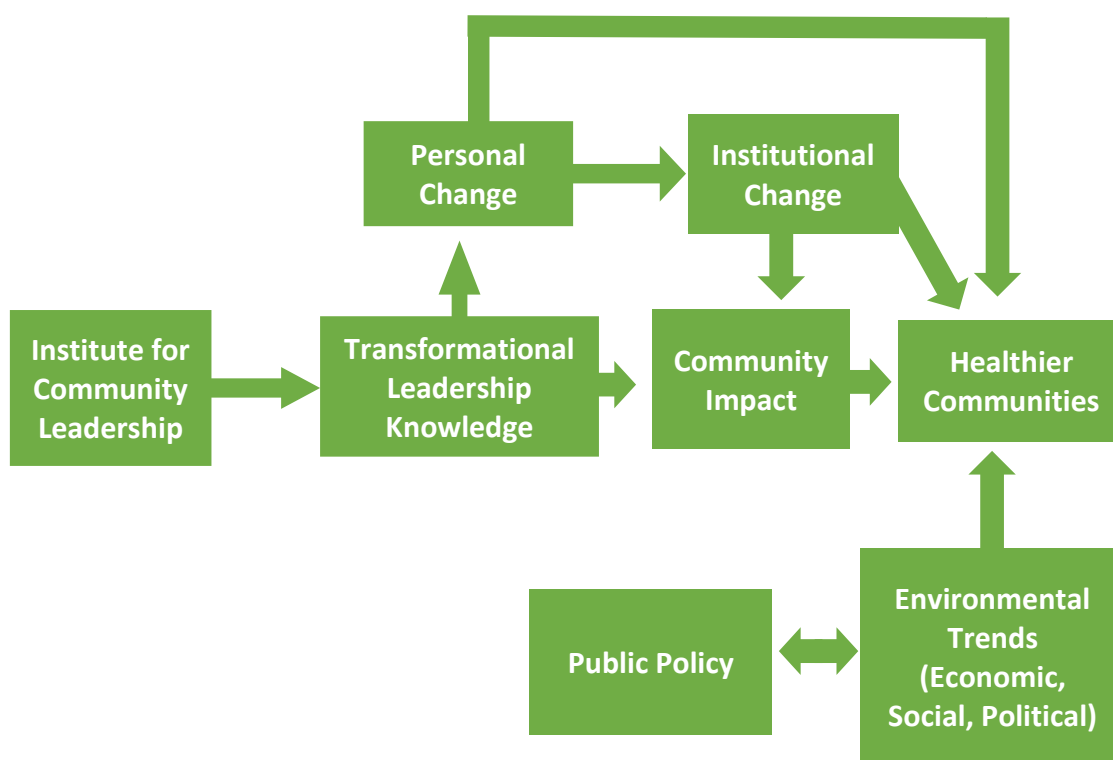 Personal
Change
Institutional
Change
Institute for
Community
Leadership
Transformational
Leadership
Knowledge
Community
Impact
Healthier
Communities
Public Policy
Environmental
Trends
(Economic,
Social, Political)